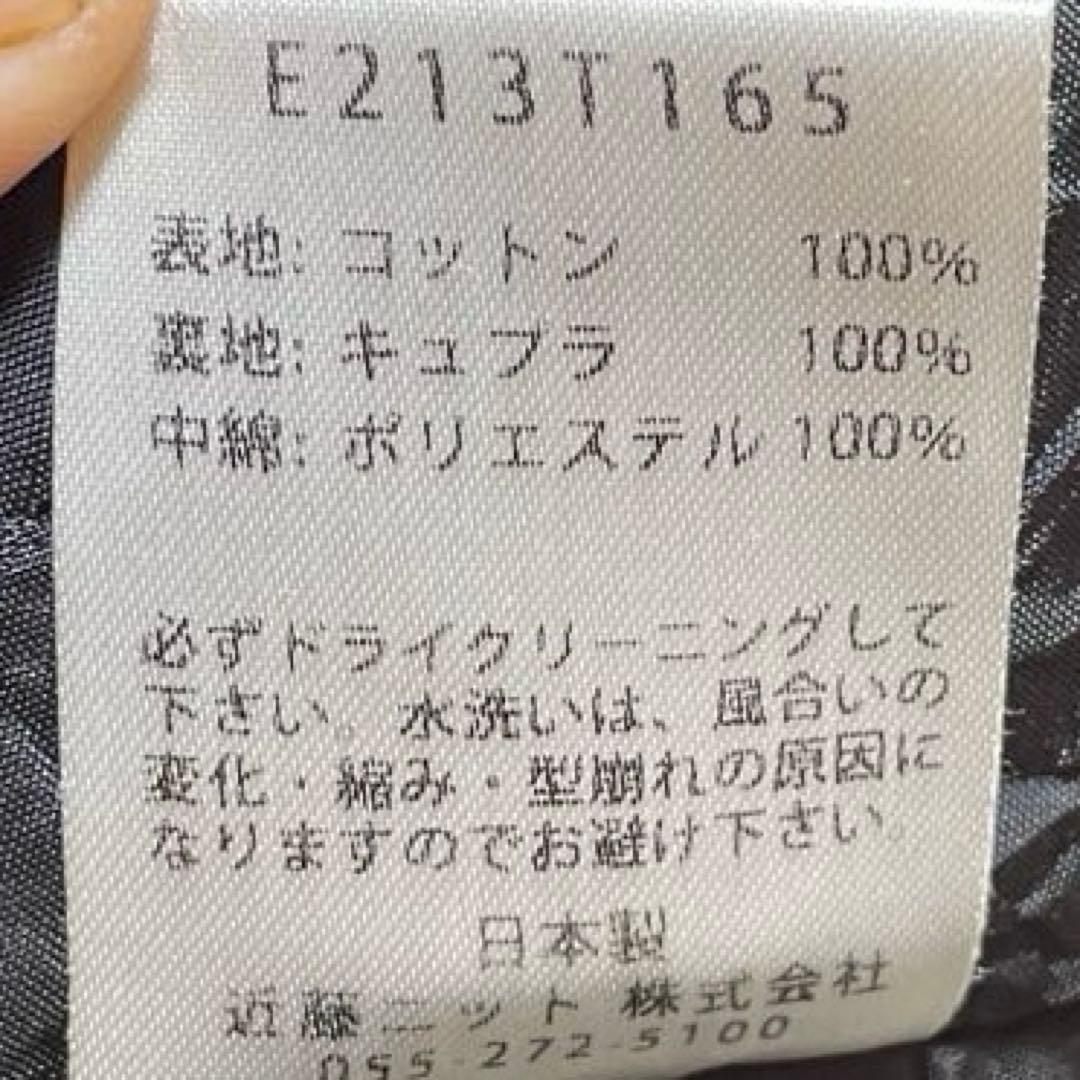 E213T165
表地: コットン 100%
裏地: キュプラ 100%
中綿: ポリエステル 100%
必ずドライクリーニングして
下さい。水洗いは、風合いの
変化・縮み・型崩れの原因に
なりますのでお避け下さい
日本製
近藤ニット 株式会社
055-272-5100